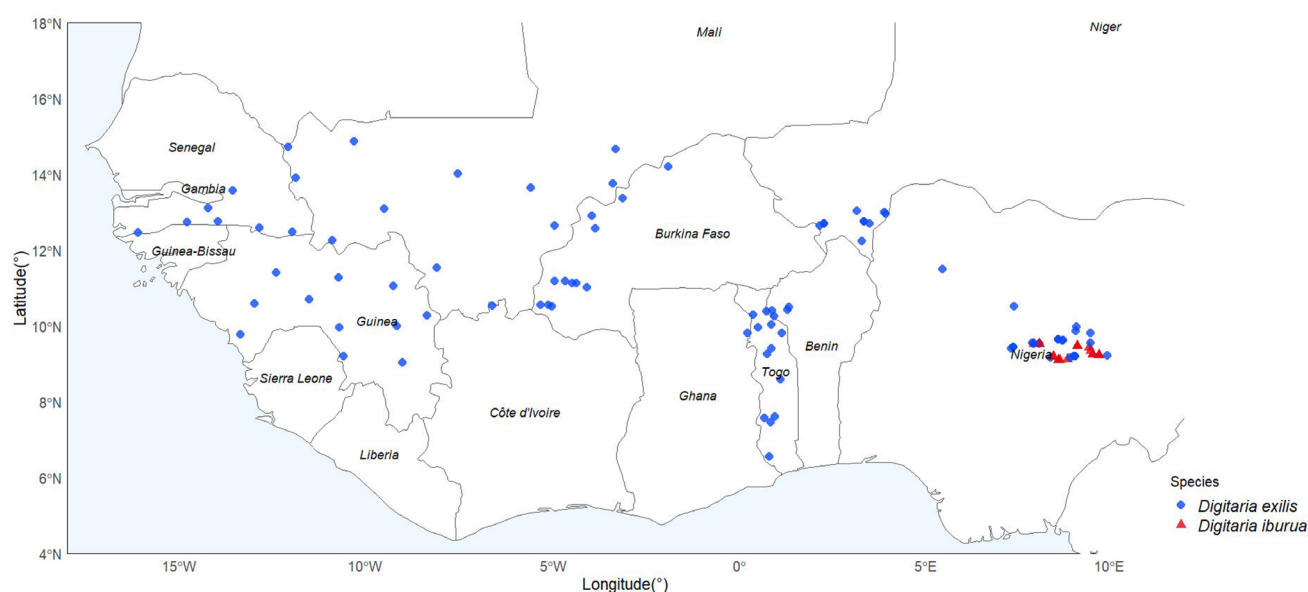 18°N
16°N
14°N
12°N
10°N
8°N
6°N
4°N
Latitude(°)
Mali
Niger
Senegal
Gambia
Guinea-Bissau
Burkina Faso
Guinea
Benin
Nigeria
Sierra Leone
Togo
Ghana
Côte d'Ivoire
Liberia
Species
Digitaria exilis
Digitaria iburua
15°W
10°W
5°W
0°
5°E
10°E
Longitude(°)